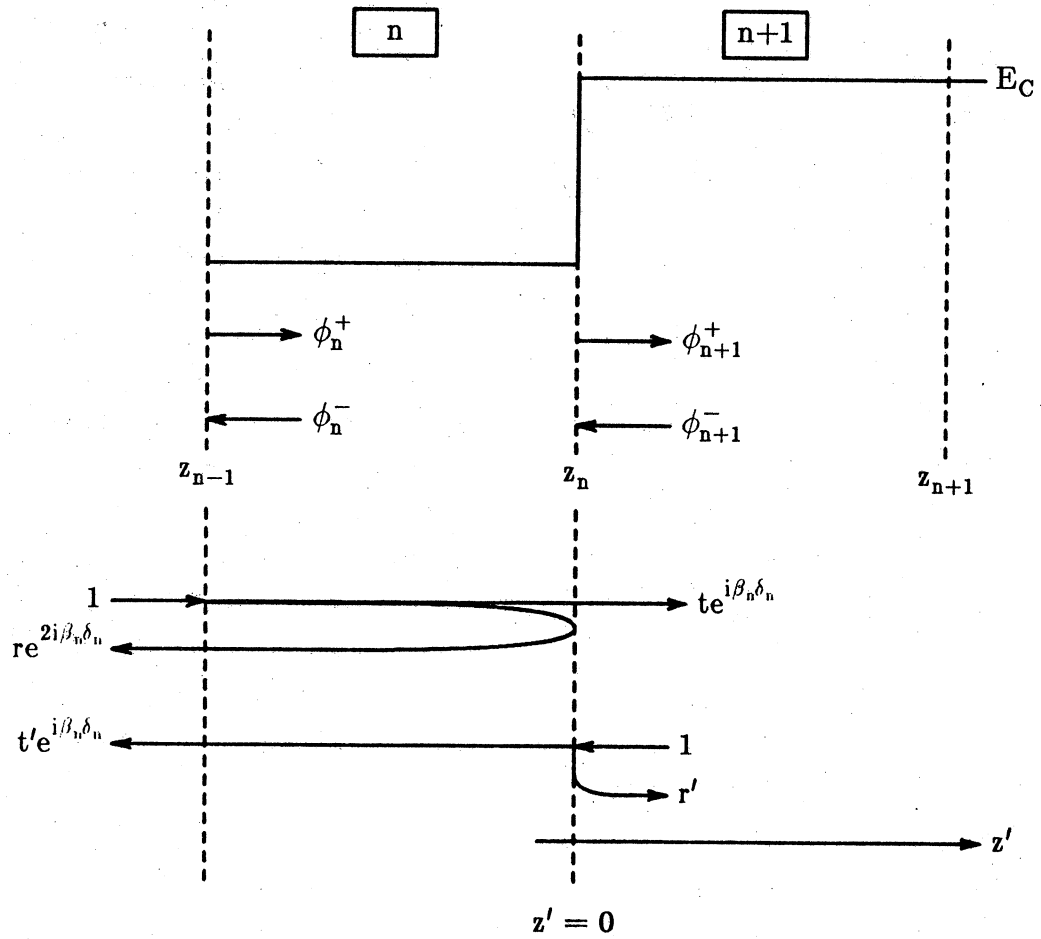 n
n+1
E_C
ϕ_n^+
ϕ_{n+1}^+
ϕ_n^-
ϕ_{n+1}^-
z_{n-1}
z_n
z_{n+1}
1
te^{iβ_nδ_n}
re^{2iβ_nδ_n}
t′e^{iβ_nδ_n}
1
r′
z′
z′ = 0